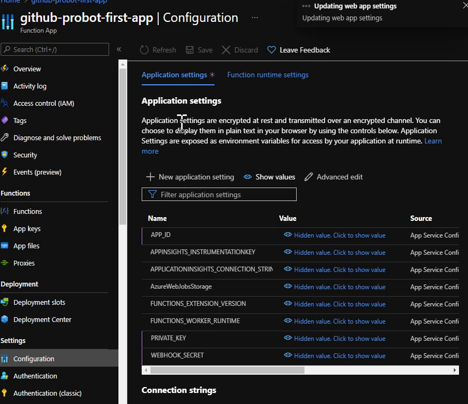 Home > github-probot-first-app
github-probot-first-app | Configuration ...
Function App
Updating web app settings
Updating web app settings
Search (Ctrl+/)
«
Refresh Save Discard Leave Feedback
Overview
Activity log
Access control (IAM)
Tags
Diagnose and solve problems
Security
Events (preview)
Functions
Functions
App keys
App files
Proxies
Deployment
Deployment slots
Deployment Center
Settings
Configuration
Authentication
Authentication (classic)
Application settings * Function runtime settings
Application settings
Application settings are encrypted at rest and transmitted over an encrypted channel. You can
choose to display them in plain text in your browser by using the controls below. Application
Settings are exposed as environment variables for access by your application at runtime. Learn
more
New application setting Show values Advanced edit
Filter application settings
Name Value Source
APP_ID Hidden value. Click to show value App Service Confi
APPINSIGHTS_INSTRUMENTATIONKEY Hidden value. Click to show value App Service Confi
APPLICATIONINSIGHTS_CONNECTION_STRIN Hidden value. Click to show value App Service Confi
AzureWebJobsStorage Hidden value. Click to show value App Service Confi
FUNCTIONS_EXTENSION_VERSION Hidden value. Click to show value App Service Confi
FUNCTIONS_WORKER_RUNTIME Hidden value. Click to show value App Service Confi
PRIVATE_KEY Hidden value. Click to show value App Service Confi
WEBHOOK_SECRET Hidden value. Click to show value App Service Confi
Connection strings